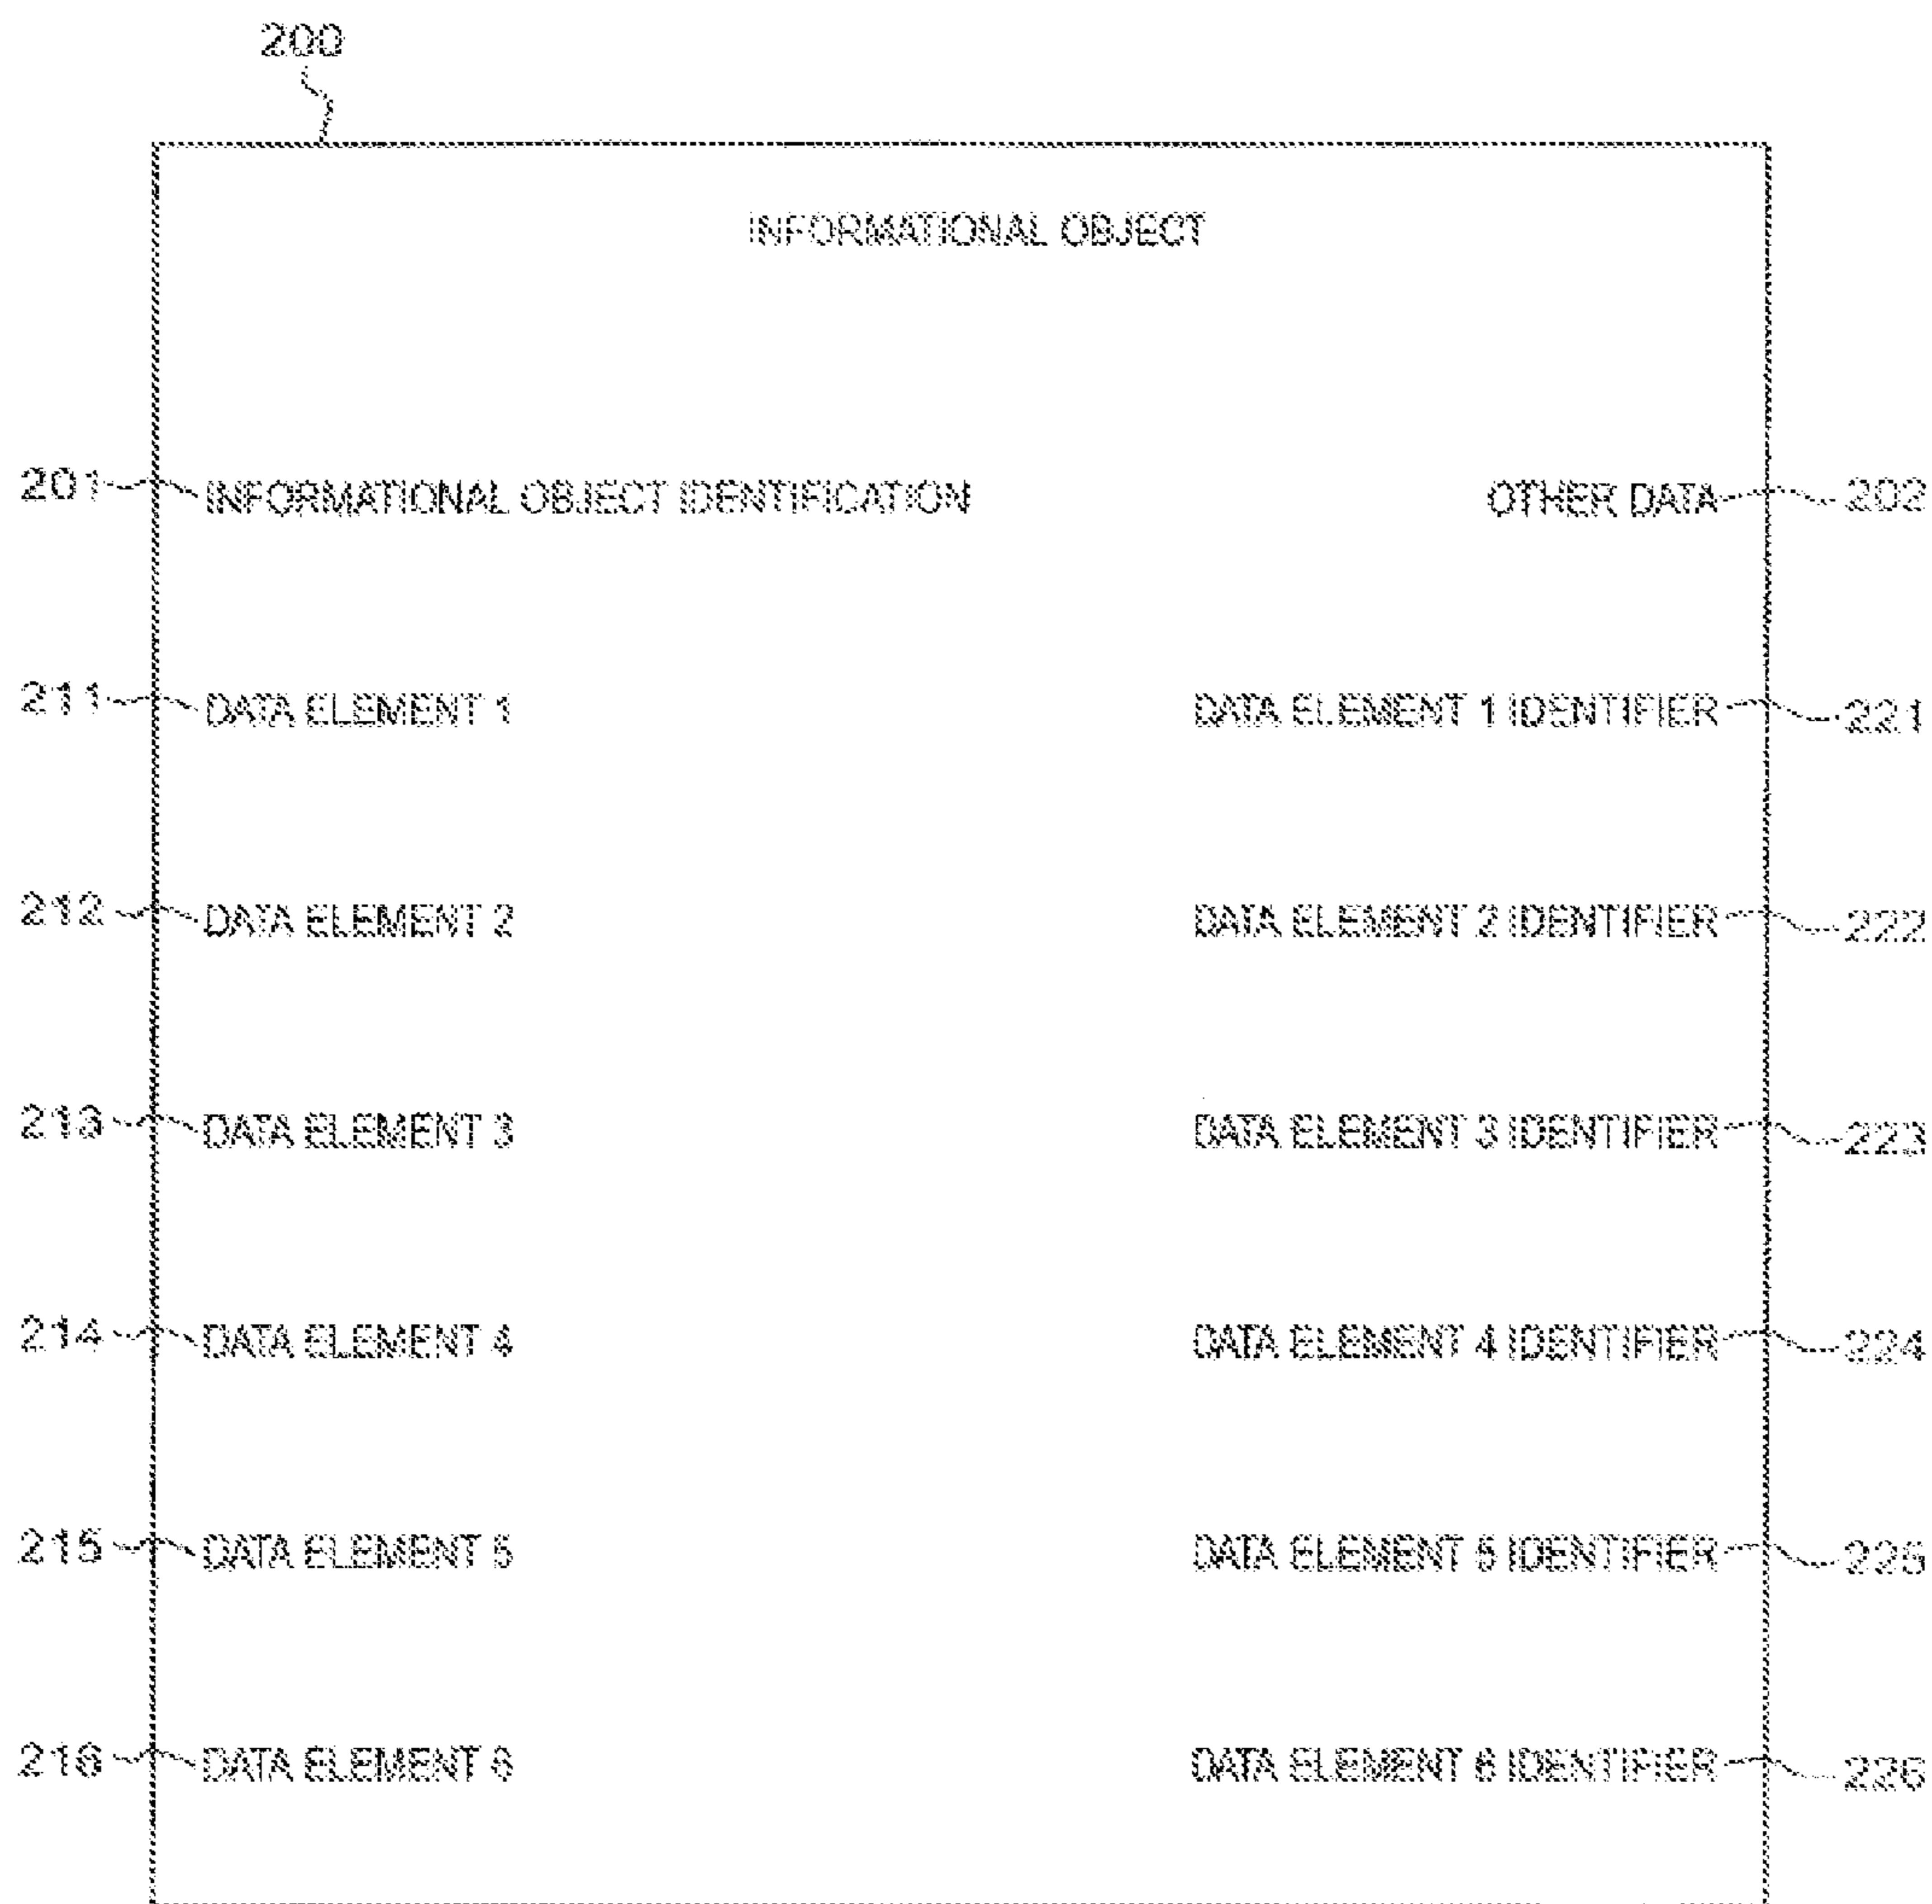 200
INFORMATIONAL OBJECT
201 INFORMATIONAL OBJECT IDENTIFICATION OTHER DATA 202
211 DATA ELEMENT 1 DATA ELEMENT 1 IDENTIFIER 221
212 DATA ELEMENT 2 DATA ELEMENT 2 IDENTIFIER 222
213 DATA ELEMENT 3 DATA ELEMENT 3 IDENTIFIER 223
214 DATA ELEMENT 4 DATA ELEMENT 4 IDENTIFIER 224
215 DATA ELEMENT 5 DATA ELEMENT 5 IDENTIFIER 225
216 DATA ELEMENT 6 DATA ELEMENT 6 IDENTIFIER 226